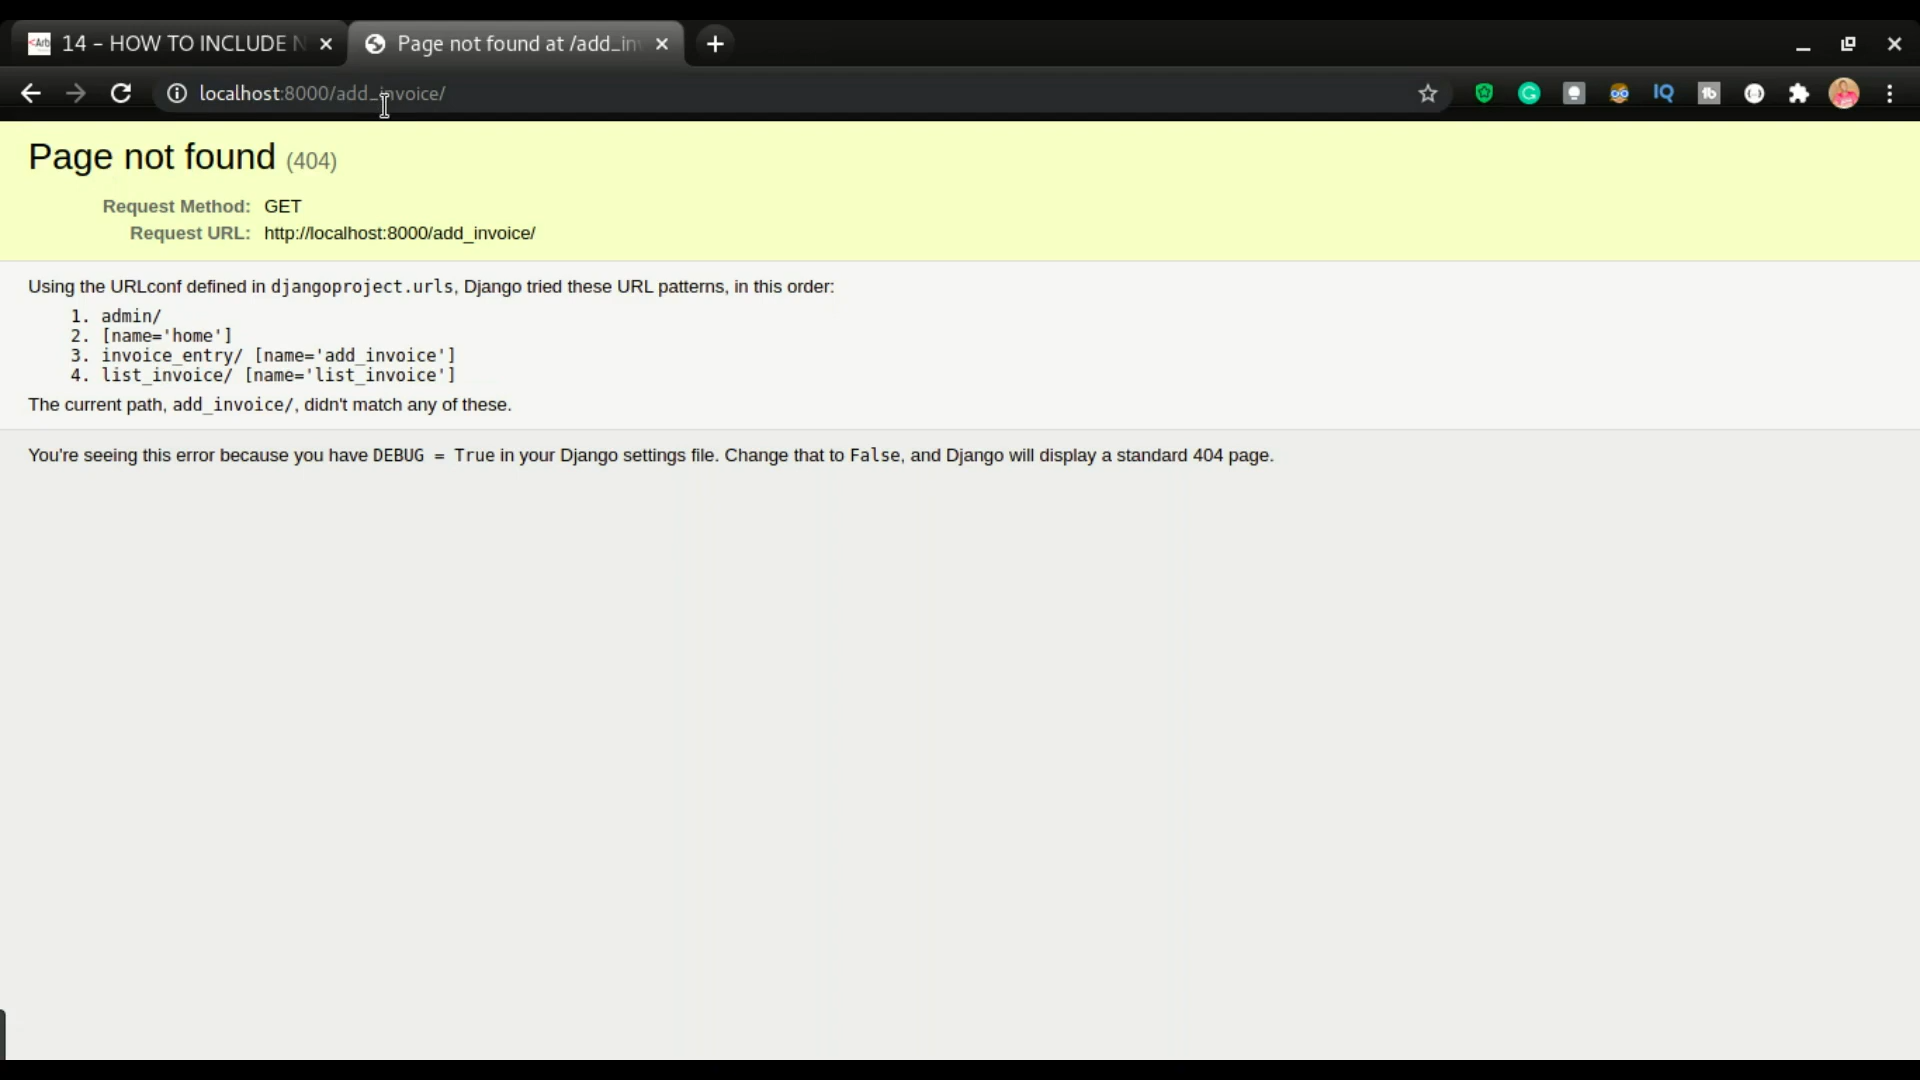 14 – HOW TO INCLUDE N
Page not found at /add_in
localhost:8000/add_invoice/
IQ
Page not found (404)
Request Method: GET
Request URL: http://localhost:8000/add_invoice/
Using the URLconf defined in djangoproject.urls, Django tried these URL patterns, in this order:
1. admin/
2. [name='home']
3. invoice_entry/ [name='add_invoice']
4. list_invoice/ [name='list_invoice']
The current path, add_invoice/, didn't match any of these.
You're seeing this error because you have DEBUG = True in your Django settings file. Change that to False, and Django will display a standard 404 page.